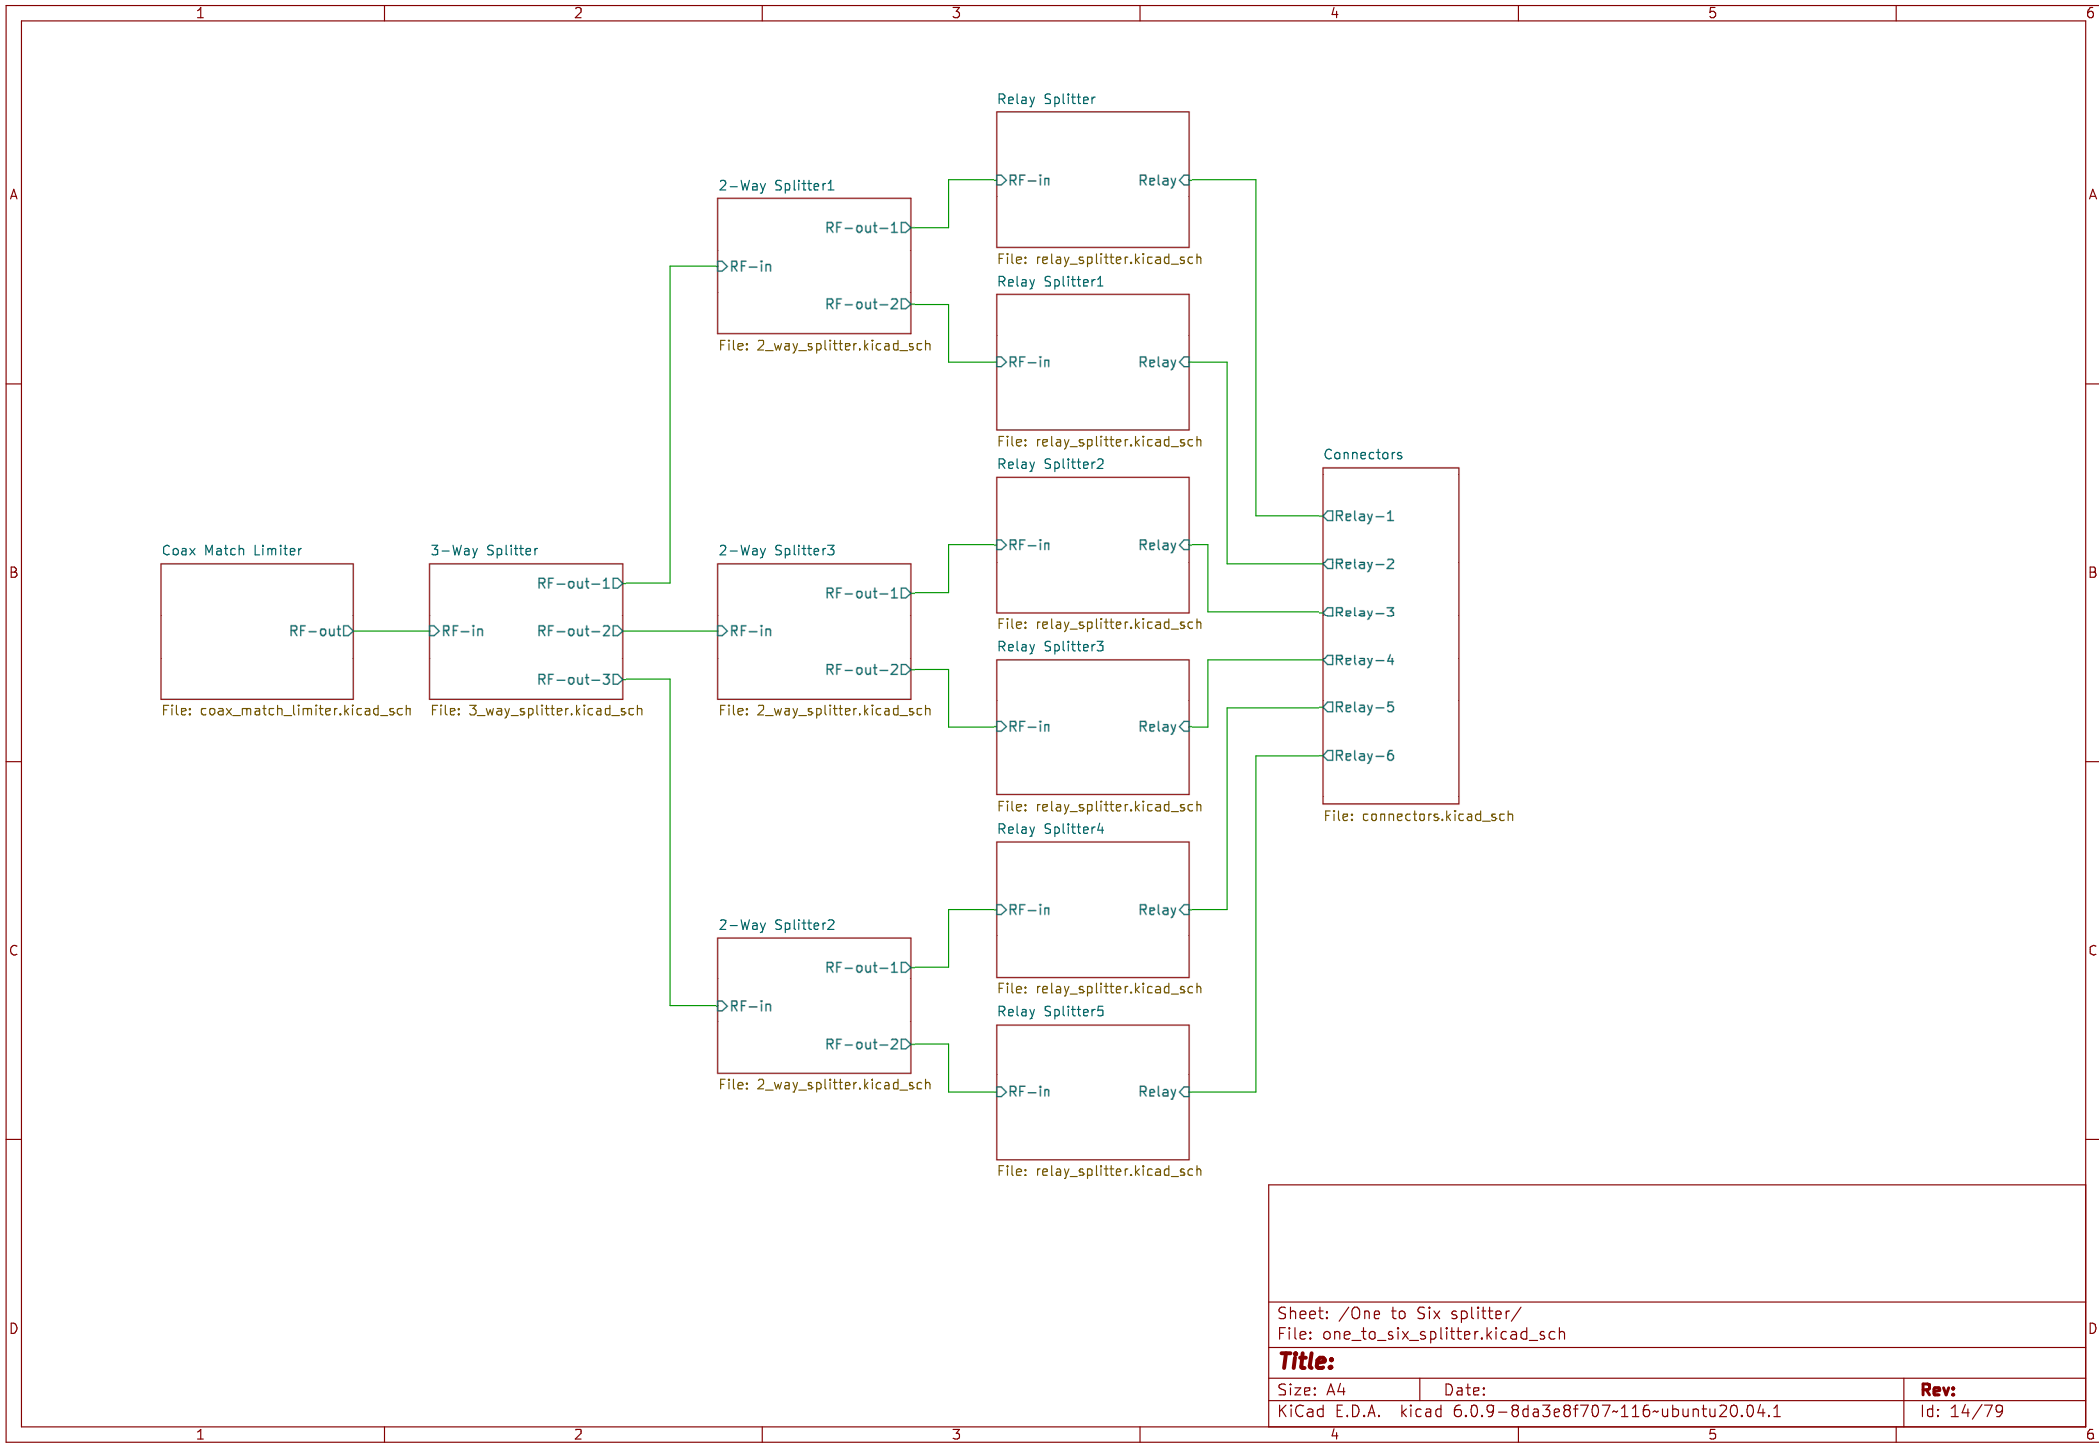 1 2 3 4 5 6
A A
B B
C C
D D
Relay Splitter
RF-in Relay
File: relay_splitter.kicad_sch
2-Way Splitter1
RF-out-1
RF-in
RF-out-2
File: 2_way_splitter.kicad_sch
Relay Splitter1
RF-in Relay
File: relay_splitter.kicad_sch
Relay Splitter2
RF-in Relay
File: relay_splitter.kicad_sch
Coax Match Limiter
RF-out
File: coax_match_limiter.kicad_sch
3-Way Splitter
RF-out-1
RF-in RF-out-2
RF-out-3
File: 3_way_splitter.kicad_sch
2-Way Splitter3
RF-out-1
RF-in
RF-out-2
File: 2_way_splitter.kicad_sch
Relay Splitter3
RF-in Relay
File: relay_splitter.kicad_sch
Connectors
Relay-1
Relay-2
Relay-3
Relay-4
Relay-5
Relay-6
File: connectors.kicad_sch
Relay Splitter4
RF-in Relay
File: relay_splitter.kicad_sch
2-Way Splitter2
RF-out-1
RF-in
RF-out-2
File: 2_way_splitter.kicad_sch
Relay Splitter5
RF-in Relay
File: relay_splitter.kicad_sch
Sheet: /One to Six splitter/
File: one_to_six_splitter.kicad_sch
Title:
Size: A4 Date: Rev:
KiCad E.D.A. kicad 6.0.9-8da3e8f707~116~ubuntu20.04.1 Id: 14/79
1 2 3 4 5 6